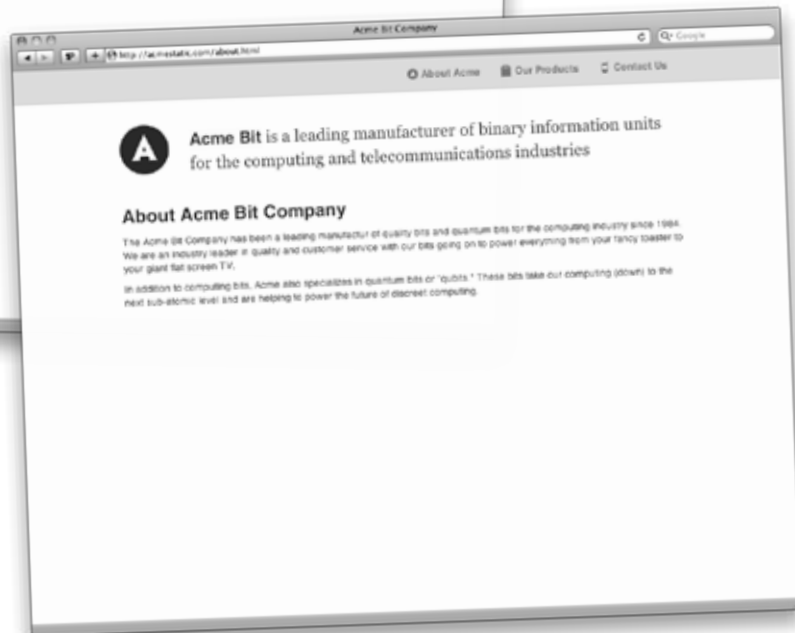 Acme Bit Company
http://acmestatic.com/about.html
Google
About Acme
Our Products
Contact Us
A
Acme Bit is a leading manufacturer of binary information units
for the computing and telecommunications industries
About Acme Bit Company
The Acme Bit Company has been a leading manufactur of quality bits and quantum bits for the computing industry since 1984.
We are an industry leader in quality and customer service with our bits going on to power everything from your fancy toaster to
your giant flat screen TV.
In addition to computing bits, Acme also specializes in quantum bits or "qubits." These bits take our computing (down) to the
next sub-atomic level and are helping to power the future of discreet computing.